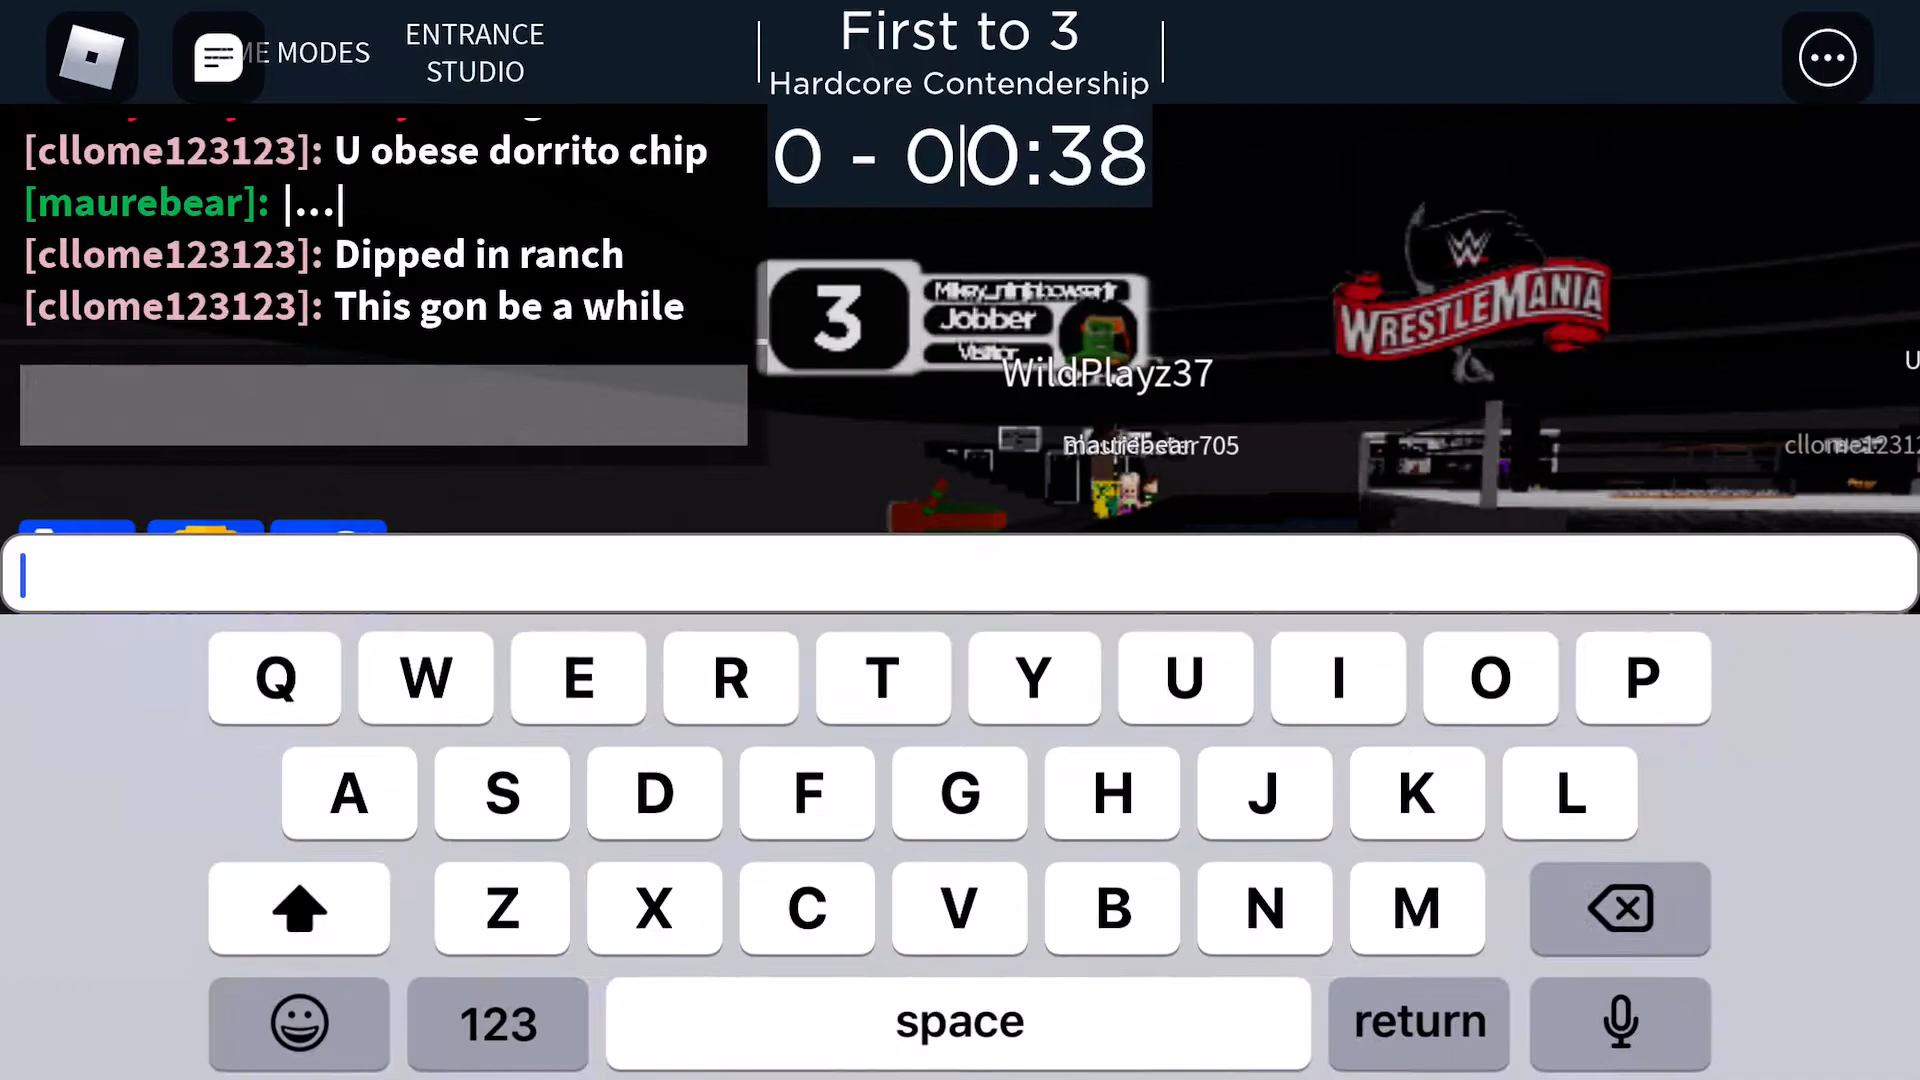 ME MODES
ENTRANCE
STUDIO
First to 3
Hardcore Contendership
0 - 0
0:38
[cllome123123]: U obese dorrito chip
[maurebear]: |...|
[cllome123123]: Dipped in ranch
[cllome123123]: This gon be a while
3
Jobber
Visitor
WildPlayz37
W
WRESTLEMANIA
U
Q W E R T Y U I O P
A S D F G H J K L
Z X C V B N M
123 space return